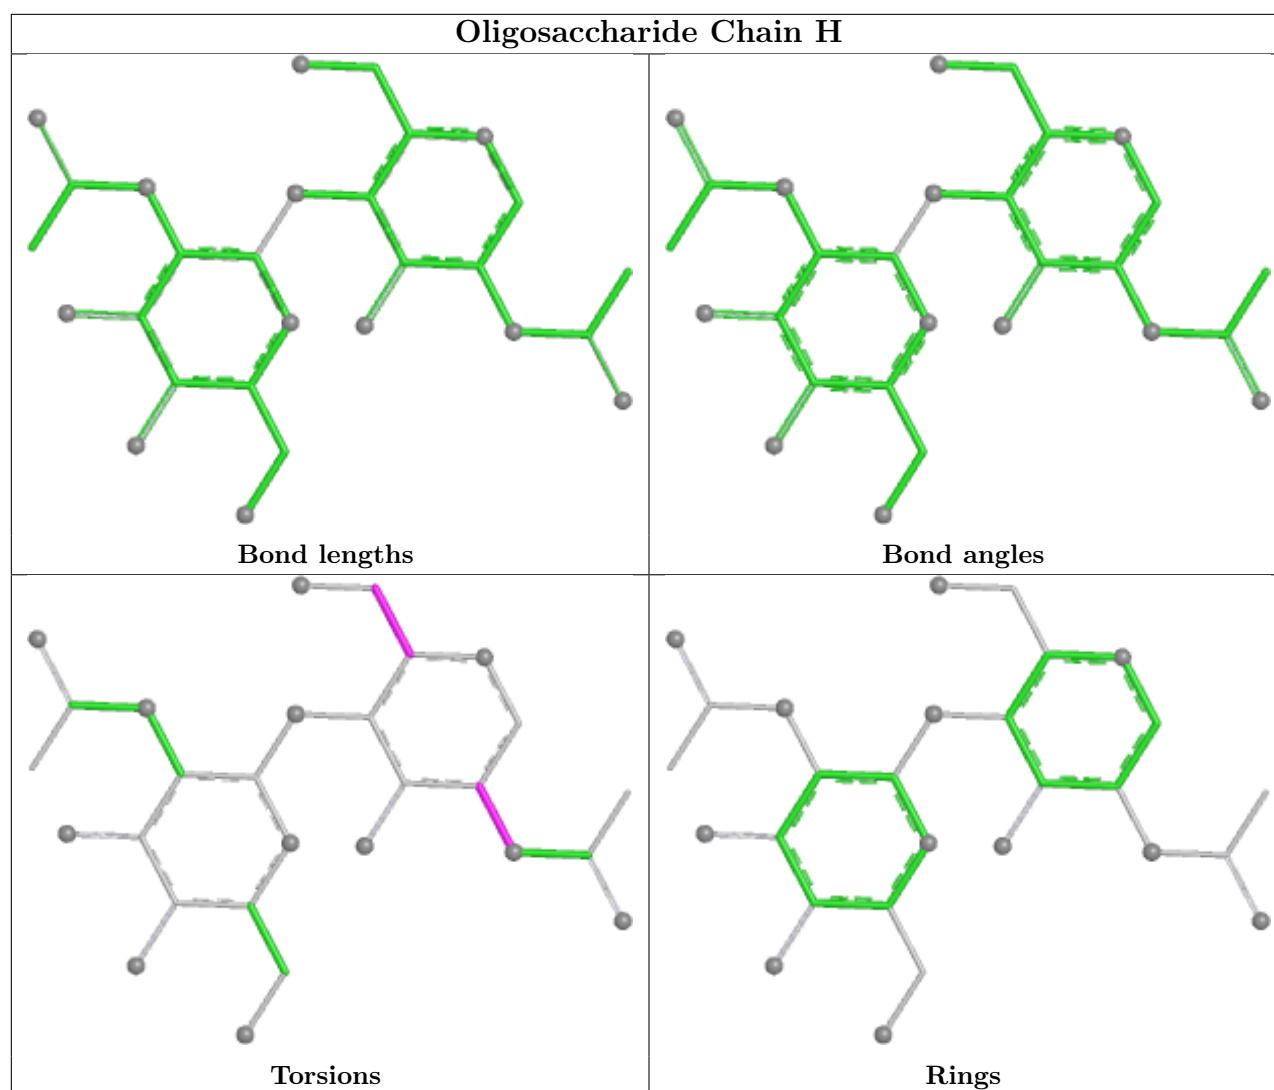 Oligosaccharide Chain H
Bond lengths
Bond angles
Torsions
Rings